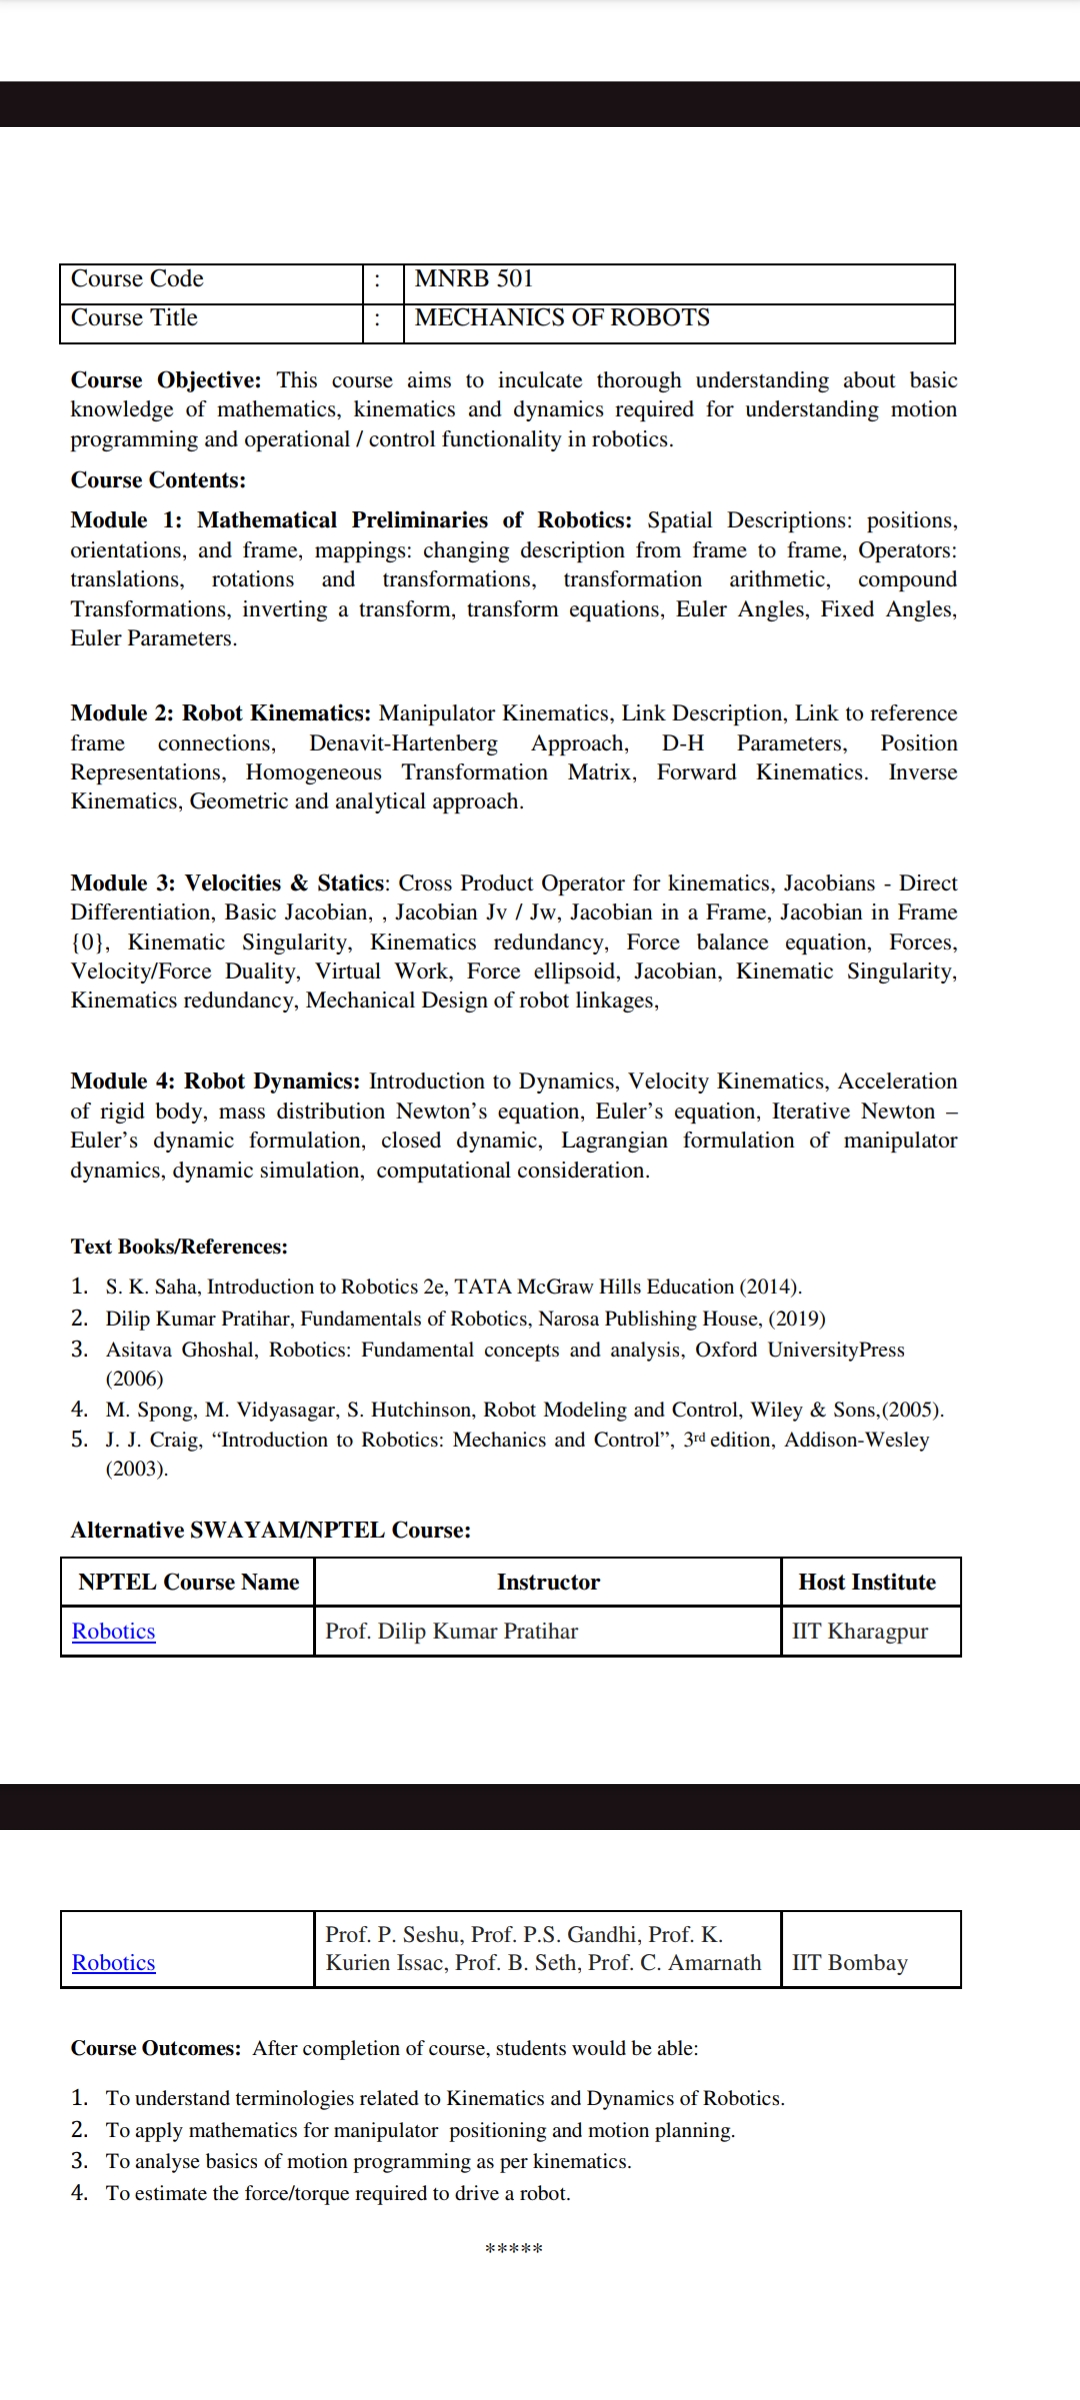 Course Code : MNRB 501
Course Title : MECHANICS OF ROBOTS
Course Objective: This course aims to inculcate thorough understanding about basic
knowledge of mathematics, kinematics and dynamics required for understanding motion
programming and operational / control functionality in robotics.
Course Contents:
Module 1: Mathematical Preliminaries of Robotics: Spatial Descriptions: positions,
orientations, and frame, mappings: changing description from frame to frame, Operators:
translations, rotations and transformations, transformation arithmetic, compound
Transformations, inverting a transform, transform equations, Euler Angles, Fixed Angles,
Euler Parameters.
Module 2: Robot Kinematics: Manipulator Kinematics, Link Description, Link to reference
frame connections, Denavit-Hartenberg Approach, D-H Parameters, Position
Representations, Homogeneous Transformation Matrix, Forward Kinematics. Inverse
Kinematics, Geometric and analytical approach.
Module 3: Velocities & Statics: Cross Product Operator for kinematics, Jacobians - Direct
Differentiation, Basic Jacobian, , Jacobian Jv / Jw, Jacobian in a Frame, Jacobian in Frame
{0}, Kinematic Singularity, Kinematics redundancy, Force balance equation, Forces,
Velocity/Force Duality, Virtual Work, Force ellipsoid, Jacobian, Kinematic Singularity,
Kinematics redundancy, Mechanical Design of robot linkages,
Module 4: Robot Dynamics: Introduction to Dynamics, Velocity Kinematics, Acceleration
of rigid body, mass distribution Newton’s equation, Euler’s equation, Iterative Newton –
Euler’s dynamic formulation, closed dynamic, Lagrangian formulation of manipulator
dynamics, dynamic simulation, computational consideration.
Text Books/References:
1. S. K. Saha, Introduction to Robotics 2e, TATA McGraw Hills Education (2014).
2. Dilip Kumar Pratihar, Fundamentals of Robotics, Narosa Publishing House, (2019)
3. Asitava Ghoshal, Robotics: Fundamental concepts and analysis, Oxford UniversityPress
(2006)
4. M. Spong, M. Vidyasagar, S. Hutchinson, Robot Modeling and Control, Wiley & Sons,(2005).
5. J. J. Craig, “Introduction to Robotics: Mechanics and Control”, 3rd edition, Addison-Wesley
(2003).
Alternative SWAYAM/NPTEL Course:
NPTEL Course Name Instructor Host Institute
Robotics Prof. Dilip Kumar Pratihar IIT Kharagpur
Prof. P. Seshu, Prof. P.S. Gandhi, Prof. K.
Robotics Kurien Issac, Prof. B. Seth, Prof. C. Amarnath IIT Bombay
Course Outcomes: After completion of course, students would be able:
1. To understand terminologies related to Kinematics and Dynamics of Robotics.
2. To apply mathematics for manipulator positioning and motion planning.
3. To analyse basics of motion programming as per kinematics.
4. To estimate the force/torque required to drive a robot.
*****